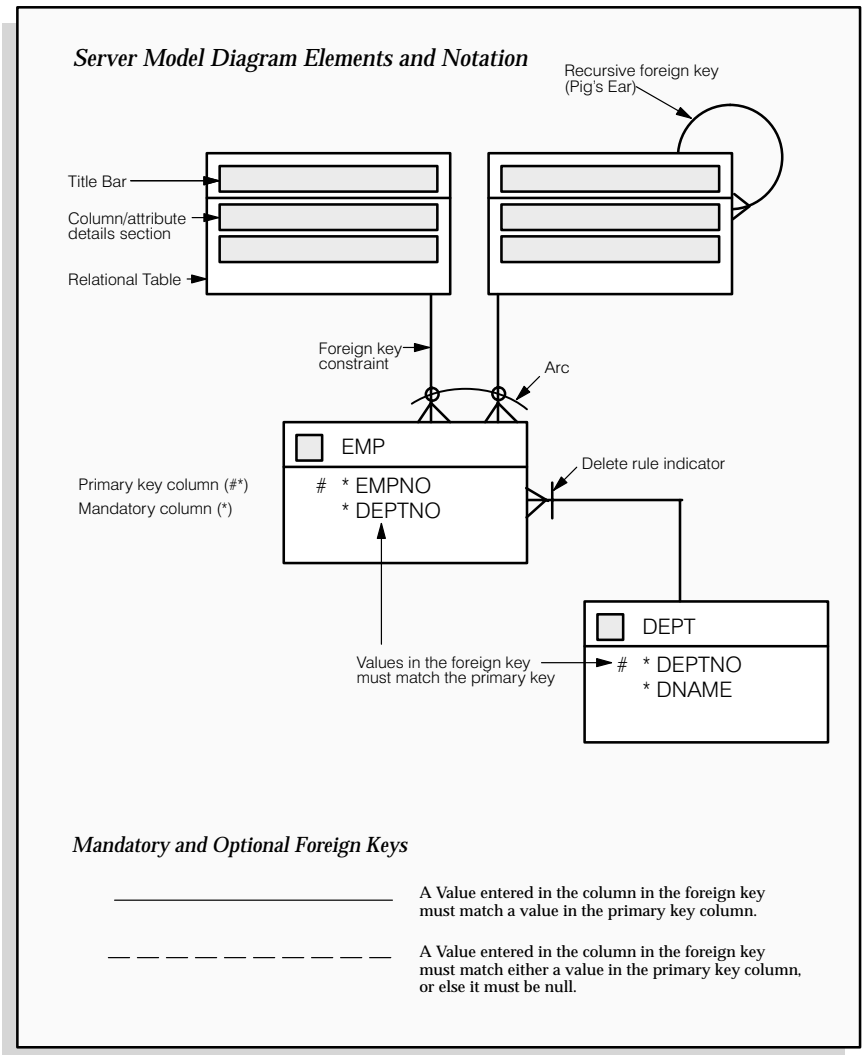 Server Model Diagram Elements and Notation
Recursive foreign key
(Pig's Ear)
Title Bar
Column/attribute
details section
Relational Table
Foreign key
constraint
Arc
EMP
Delete rule indicator
Primary key column (#*)
# * EMPNO
Mandatory column (*)
* DEPTNO
DEPT
Values in the foreign key
must match the primary key
# * DEPTNO
* DNAME
Mandatory and Optional Foreign Keys
A Value entered in the column in the foreign key
must match a value in the primary key column.
A Value entered in the column in the foreign key
must match either a value in the primary key column,
or else it must be null.